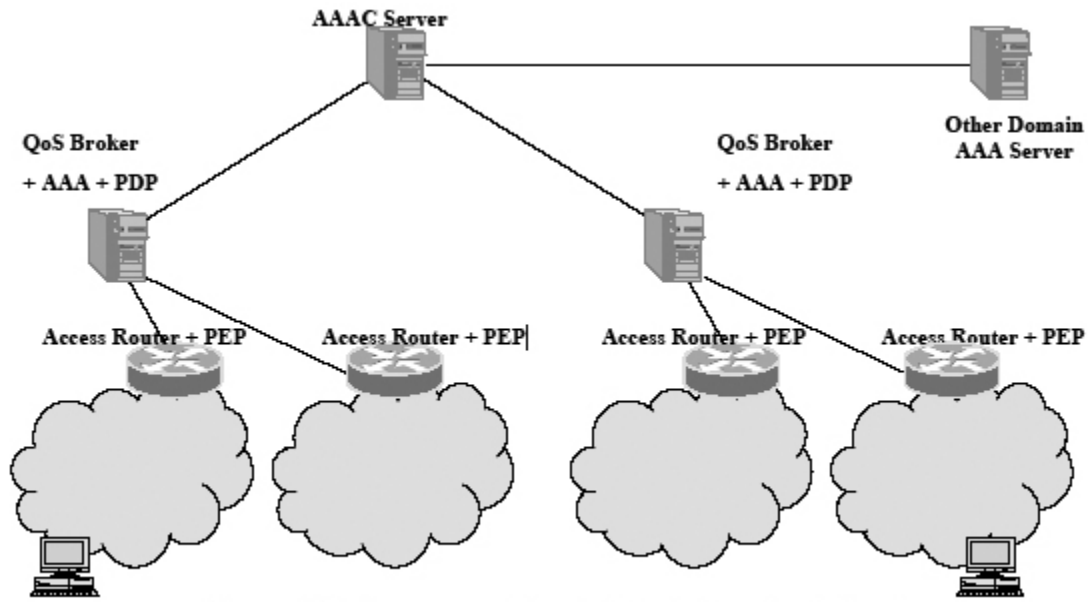 AAAC Server
Other Domain
AAA Server
QoS Broker
+ AAA + PDP
QoS Broker
+ AAA + PDP
Access Router + PEP
Access Router + PEP
Access Router + PEP
Access Router + PEP